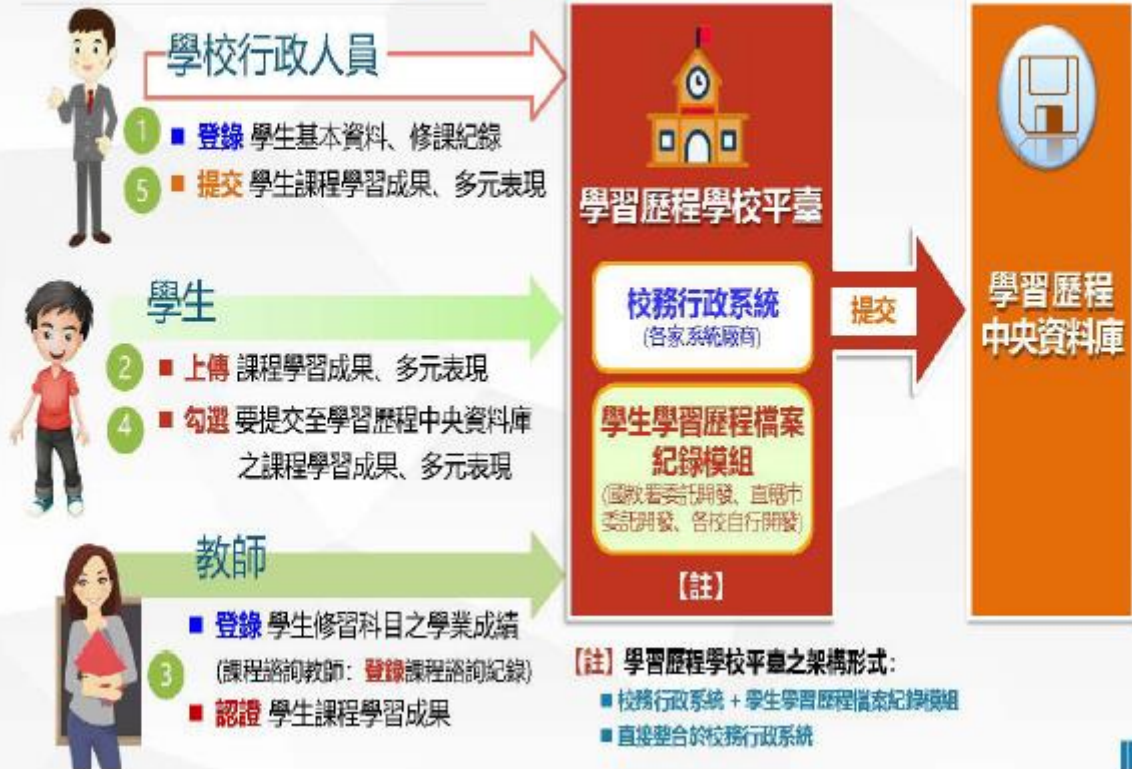 學校行政人員
1 ■ 登錄 學生基本資料、修課紀錄
5 ■ 提交 學生課程學習成果、多元表現
學生
2 ■ 上傳 課程學習成果、多元表現
4 ■ 勾選 要提交至學習歷程中央資料庫
之課程學習成果、多元表現
教師
■ 登錄 學生修習科目之學業成績
3 (課程諮詢教師：登錄課程諮詢紀錄)
■ 認證 學生課程學習成果
學習歷程學校平臺
校務行政系統
(各家系統廠商)
學生學習歷程檔案
紀錄模組
(國教署委託開發、直轄市
委託開發、各校自行開發)
【註】
提交
學習歷程
中央資料庫
【註】學習歷程學校平臺之架構形式：
■ 校務行政系統 + 學生學習歷程檔案紀錄模組
■ 直接整合於校務行政系統